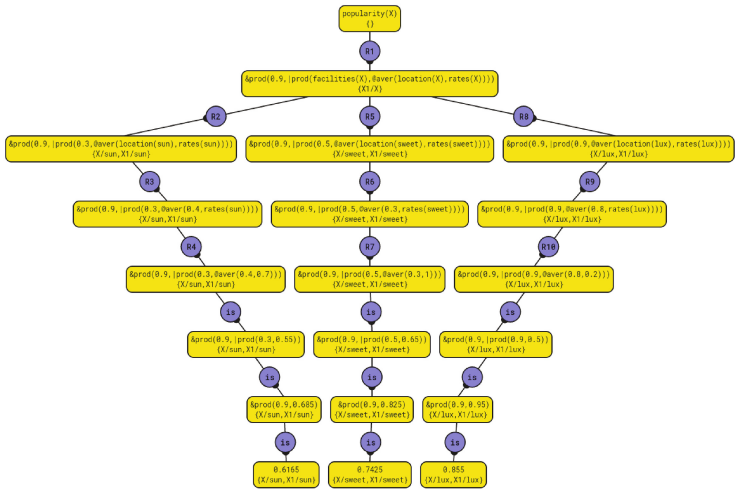 popularity(X)
{}
R1
&prod(0.9,|prod(facilities(X),@aver(location(X),rates(X))))
{X1/X}
R2 R5 R8
&prod(0.9,|prod(0.3,@aver(location(sun),rates(sun)))) &prod(0.9,|prod(0.5,@aver(location(sweet),rates(sweet)))) &prod(0.9,|prod(0.9,@aver(location(lux),rates(lux))))
{X/sun,X1/sun} {X/sweet,X1/sweet} {X/lux,X1/lux}
R3 R6 R9
&prod(0.9,|prod(0.3,@aver(0.4,rates(sun)))) &prod(0.9,|prod(0.5,@aver(0.3,rates(sweet)))) &prod(0.9,|prod(0.9,@aver(0.8,rates(lux))))
{X/sun,X1/sun} {X/sweet,X1/sweet} {X/lux,X1/lux}
R4 R7 R10
&prod(0.9,|prod(0.3,@aver(0.4,0.7))) &prod(0.9,|prod(0.5,@aver(0.3,1))) &prod(0.9,|prod(0.9,@aver(0.8,0.2)))
{X/sun,X1/sun} {X/sweet,X1/sweet} {X/lux,X1/lux}
is is is
&prod(0.9,|prod(0.3,0.55)) &prod(0.9,|prod(0.5,0.65)) &prod(0.9,|prod(0.9,0.5))
{X/sun,X1/sun} {X/sweet,X1/sweet} {X/lux,X1/lux}
is is is
&prod(0.9,0.685) &prod(0.9,0.825) &prod(0.9,0.95)
{X/sun,X1/sun} {X/sweet,X1/sweet} {X/lux,X1/lux}
is is is
0.6165 0.7425 0.855
{X/sun,X1/sun} {X/sweet,X1/sweet} {X/lux,X1/lux}